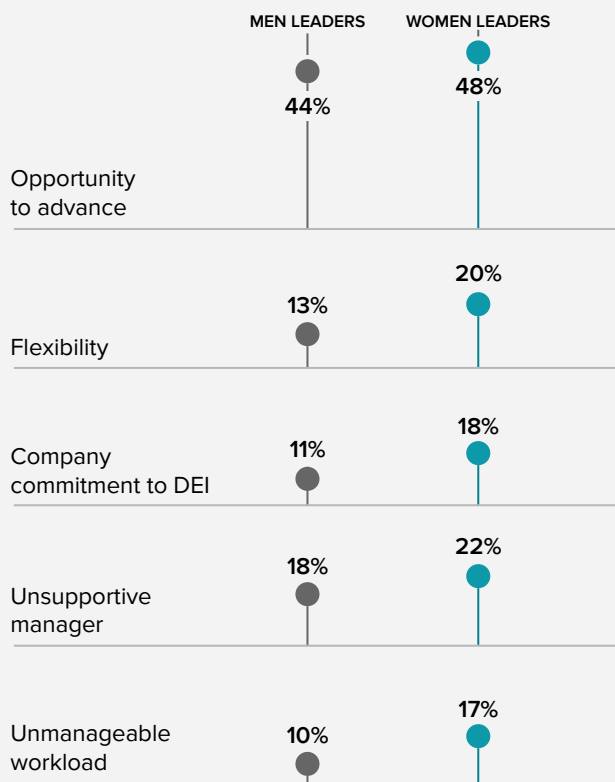 MEN LEADERS WOMEN LEADERS
44% 48%
Opportunity
to advance
13% 20%
Flexibility
11% 18%
Company
commitment to DEI
18% 22%
Unsupportive
manager
10% 17%
Unmanageable
workload